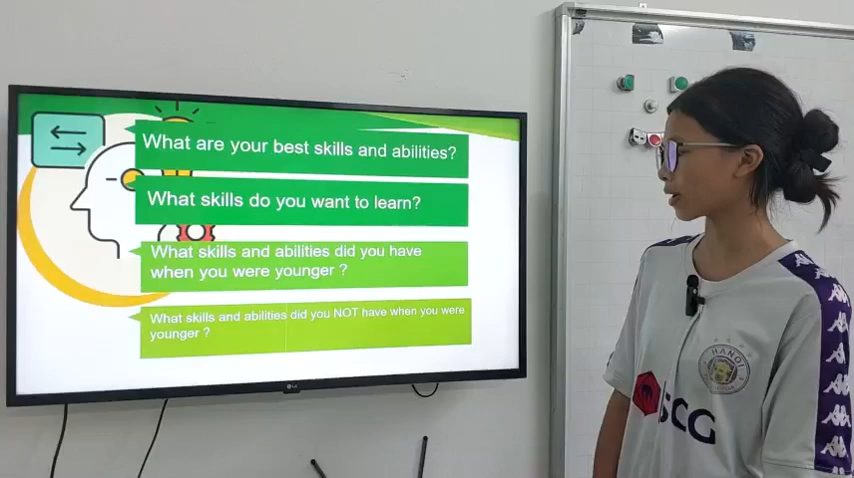 What are your best skills and abilities?
What skills do you want to learn?
What skills and abilities did you have
when you were younger ?
What skills and abilities did you NOT have when you were
younger ?
LG
HANOI
SCG